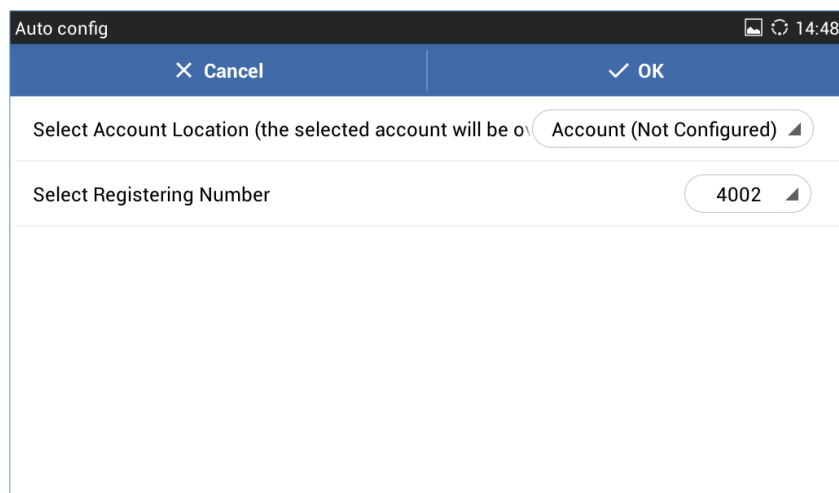 Auto config 14:48
Cancel OK
Select Account Location (the selected account will be Account (Not Configured)
Select Registering Number 4002